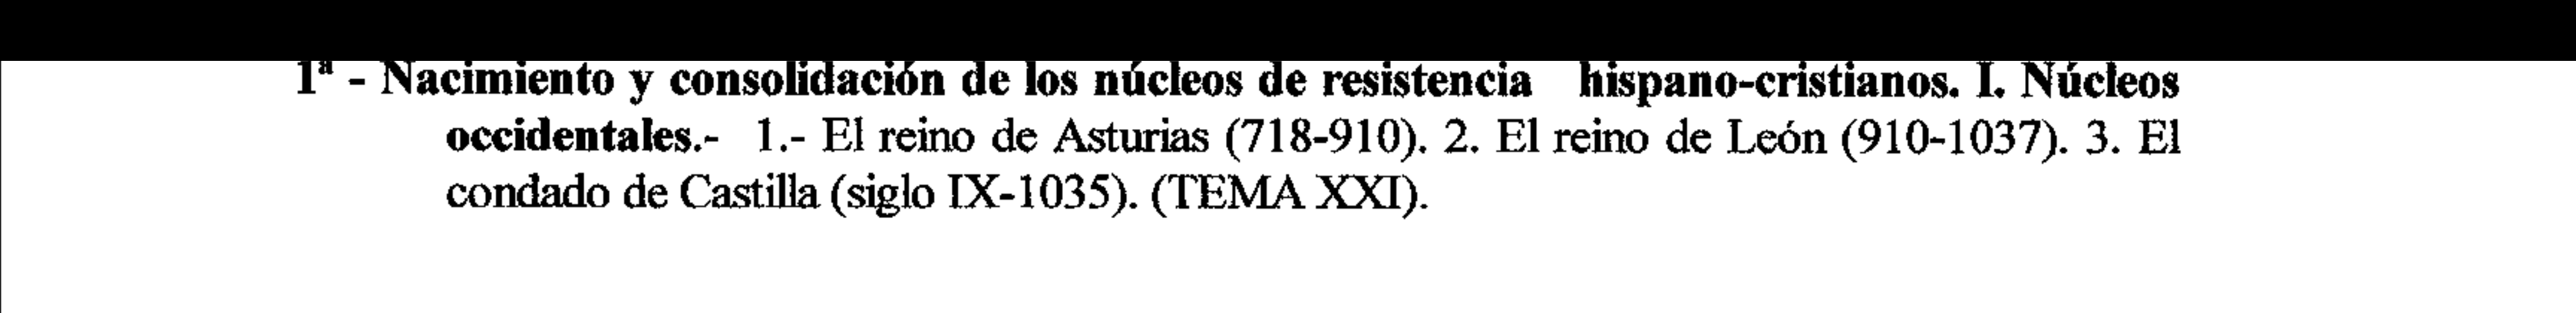 1ª - Nacimiento y consolidación de los núcleos de resistencia hispano-cristianos. I. Núcleos
occidentales.- 1.- El reino de Asturias (718-910). 2. El reino de León (910-1037). 3. El
condado de Castilla (siglo IX-1035). (TEMA XXI).